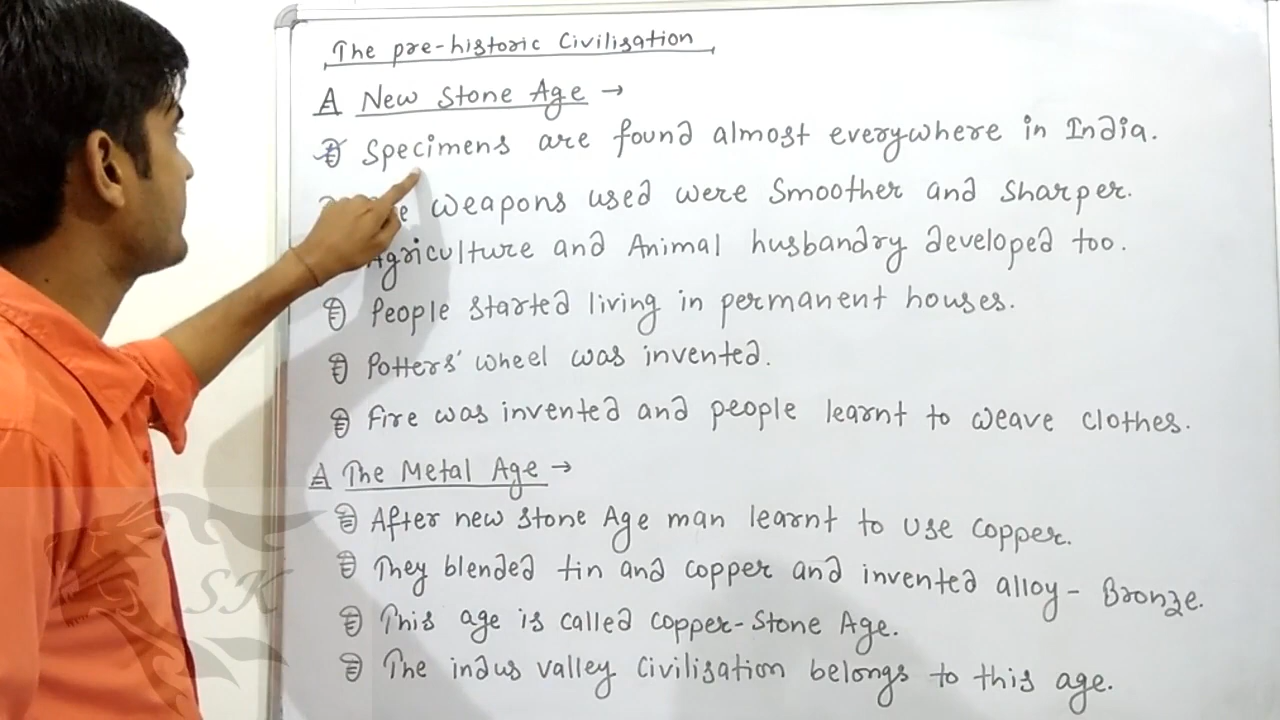 The pre-historic Civilisation
New Stone Age →
Specimens are found almost everywhere in India.
weapons used were Smoother and Sharper.
Agriculture and Animal husbandry developed too.
People started living in permanent houses.
Potters' wheel was invented.
Fire was invented and people learnt to weave clothes.
The Metal Age →
After new stone Age man learnt to use copper.
They blended tin and copper and invented alloy - Bronze.
This age is called copper-Stone Age.
The indus valley Civilisation belongs to this age.
SK